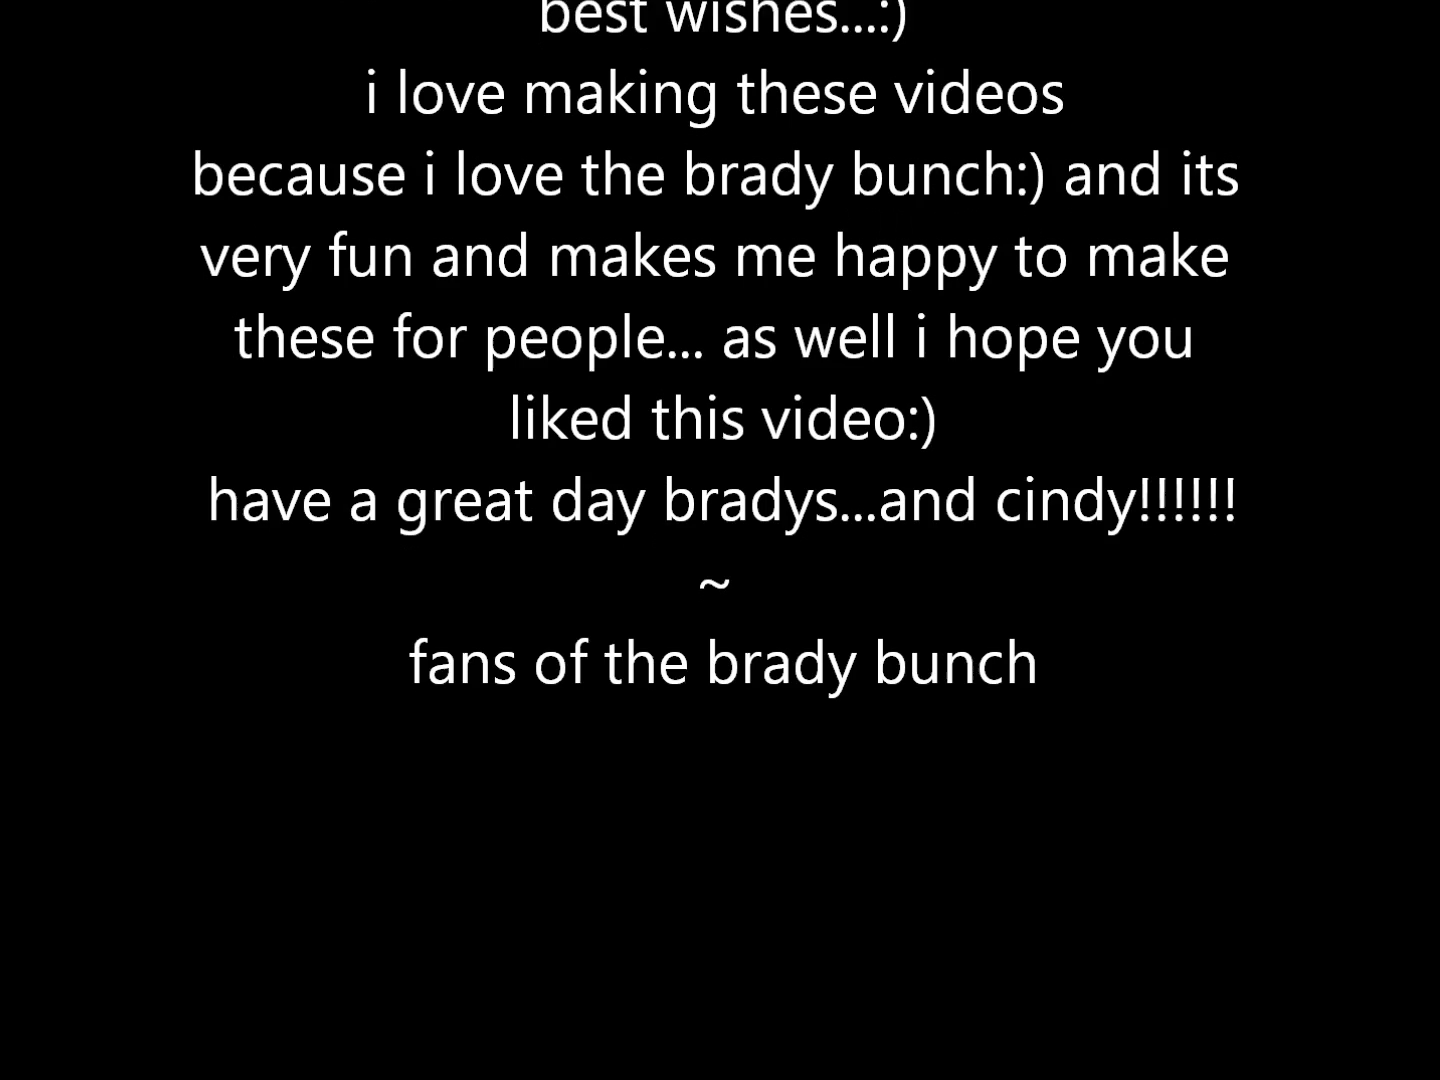 best wishes...:)
i love making these videos
because i love the brady bunch:) and its
very fun and makes me happy to make
these for people... as well i hope you
liked this video:)
have a great day bradys...and cindy!!!!!!
~
fans of the brady bunch